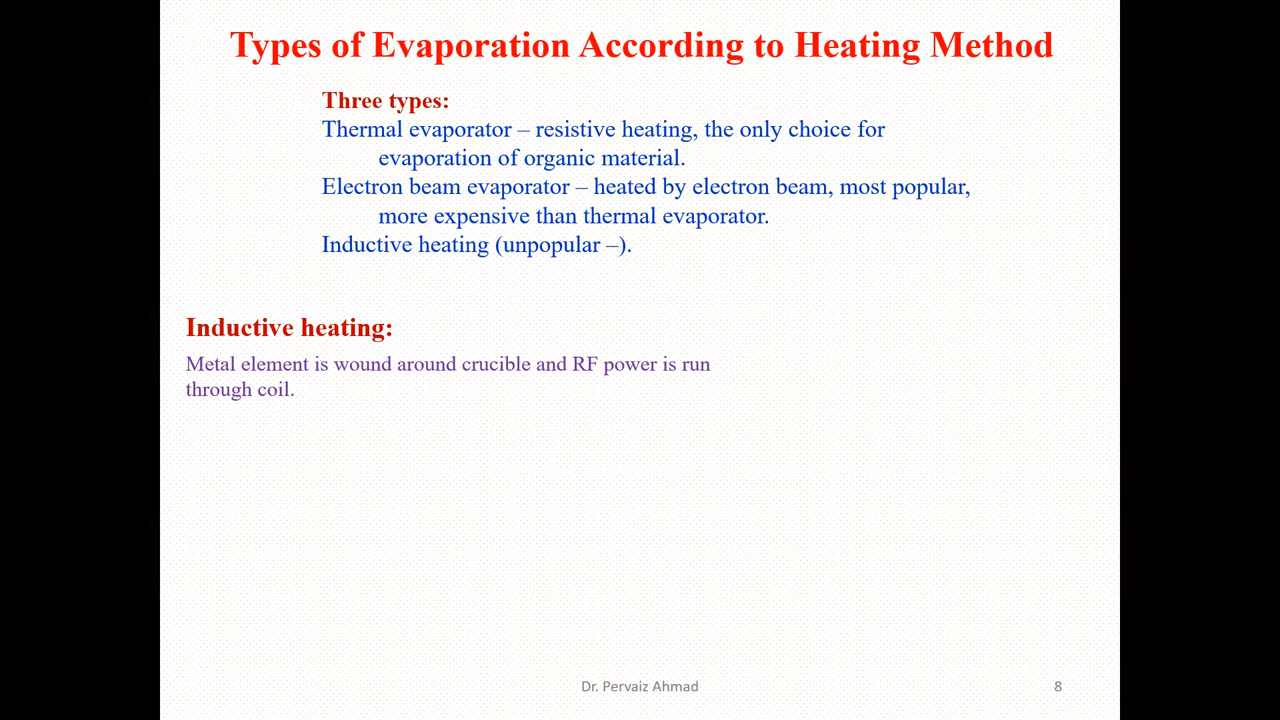 Types of Evaporation According to Heating Method
Three types:
Thermal evaporator – resistive heating, the only choice for
evaporation of organic material.
Electron beam evaporator – heated by electron beam, most popular,
more expensive than thermal evaporator.
Inductive heating (unpopular –).
Inductive heating:
Metal element is wound around crucible and RF power is run
through coil.
Dr. Pervaiz Ahmad
8